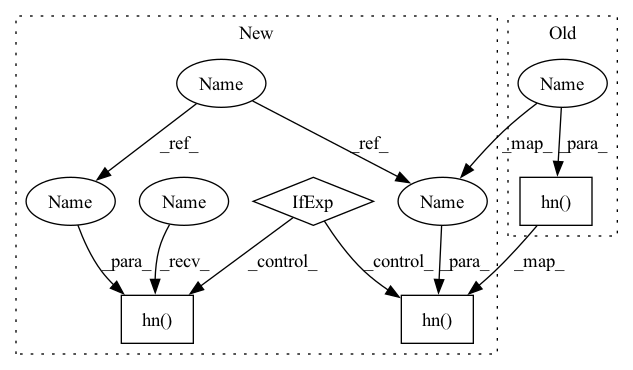 New
Old
Name
Name
_ref_
_ref_
_map_
_para_
Name
Name
IfExp
Name
hn()
_para_
_recv_
_control_
_control_
_para_
_map_
hn()
hn()